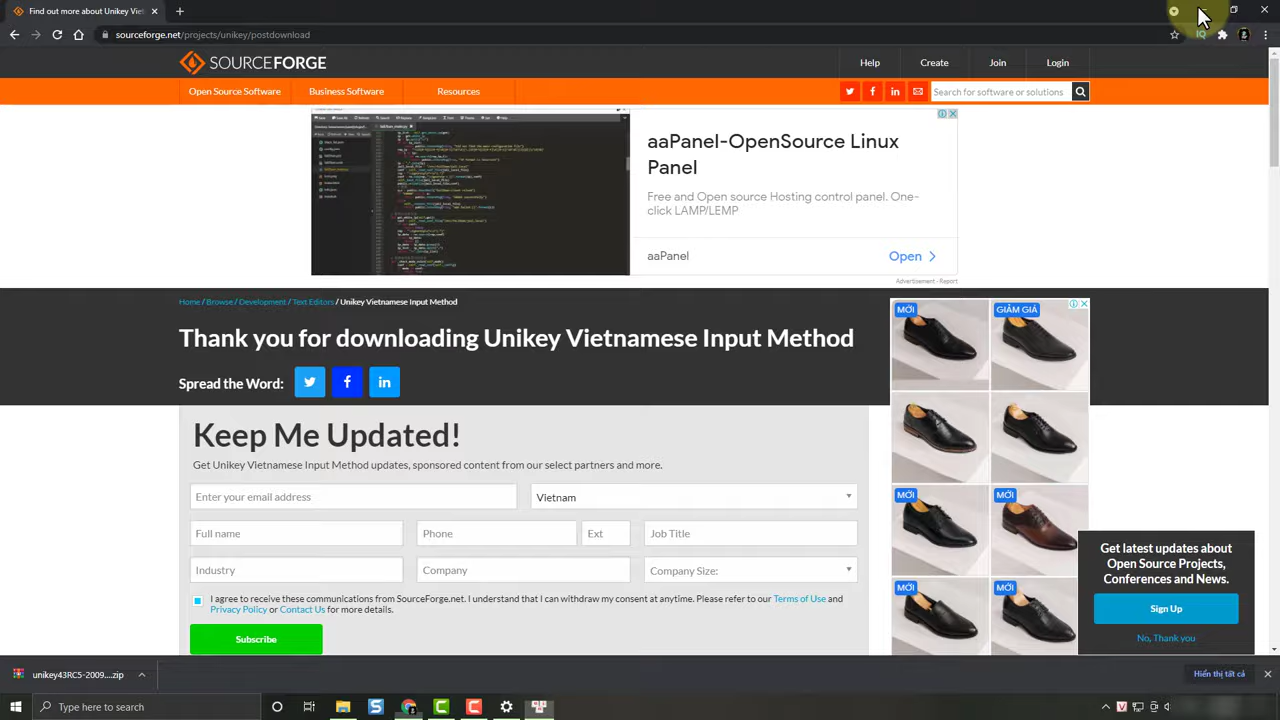 Find out more about Unikey Viet
sourceforge.net/projects/unikey/postdownload
SOURCEFORGE
Help
Create
Join
Login
Open Source Software
Business Software
Resources
Search for software or solutions
aaPanel-OpenSource Linux
Panel
Free and Open source Hosting control panel. One-
click LAMP/LEMP
aaPanel
Open
Advertisement - Report
Home / Browse / Development / Text Editors / Unikey Vietnamese Input Method
Thank you for downloading Unikey Vietnamese Input Method
Spread the Word:
MỚI
GIẢM GIÁ
MỚI
MỚI
MỚI
MỚI
Keep Me Updated!
Get Unikey Vietnamese Input Method updates, sponsored content from our select partners and more.
Enter your email address
Vietnam
Full name
Phone
Ext
Job Title
Industry
Company
Company Size:
I agree to receive these communications from SourceForge.net. I understand that I can withdraw my consent at anytime. Please refer to our Terms of Use and
Privacy Policy or Contact Us for more details.
Subscribe
Get latest updates about
Open Source Projects,
Conferences and News.
Sign Up
No, Thank you
unikey43RC5-2009....zip
Hiển thị tất cả
Type here to search